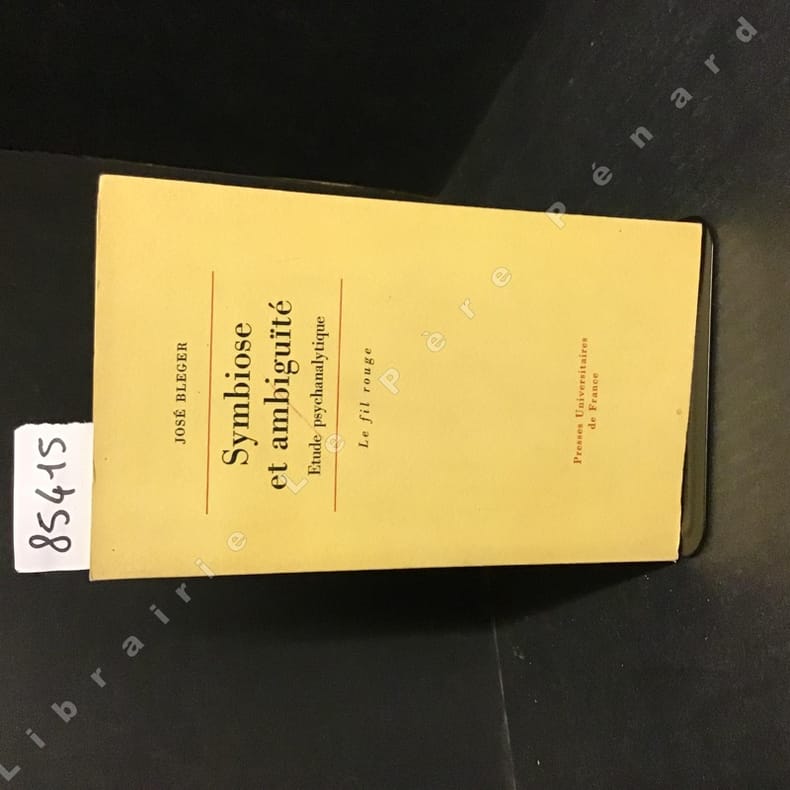 JOSÉ BLEGER
Symbiose
et ambiguïté
Etude psychanalytique
Le fil rouge
Presses Universitaires
de France
85415
Librairie Le Père Pénard